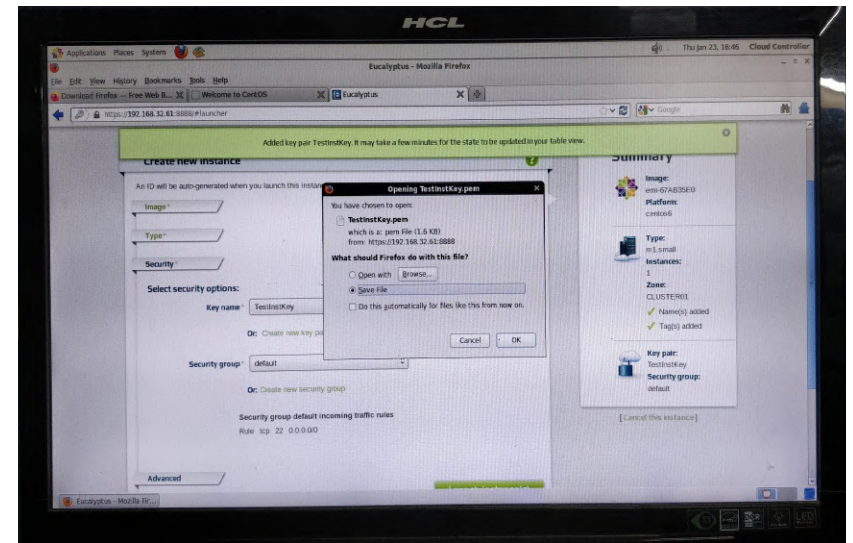 HCL
Applications Places System
Thu Jan 23, 16:46 Cloud Controller
Eucalyptus - Mozilla Firefox
File Edit View History Bookmarks Tools Help
Download Firefox — Free Web B...
Welcome to CentOS
Eucalyptus
https://192.168.32.61:8888/#launcher
Google
Added key pair TestInstKey. It may take a few minutes for the state to be updated in your table view.
Create new instance
An ID will be auto-generated when you launch this instan
Image*
Type*
Security*
Select security options:
Key name* TestInstKey
Or: Create new key pa
Security group* default
Or: Create new security group
Security group default incoming traffic rules
Rule tcp 22 0.0.0.0/0
Advanced
Opening TestInstKey.pem
You have chosen to open:
TestInstKey.pem
which is a: pem File (1.6 KB)
from: https://192.168.32.61:8888
What should Firefox do with this file?
Open with Browse...
Save File
Do this automatically for files like this from now on.
Cancel OK
Summary
Image:
emi-67AB35E0
Platform:
centos6
Type:
m1.small
Instances:
1
Zone:
CLUSTER01
Name(s) added
Tag(s) added
Key pair:
TestInstKey
Security group:
default
[Cancel this instance]
Eucalyptus - Mozilla Fir...
LED